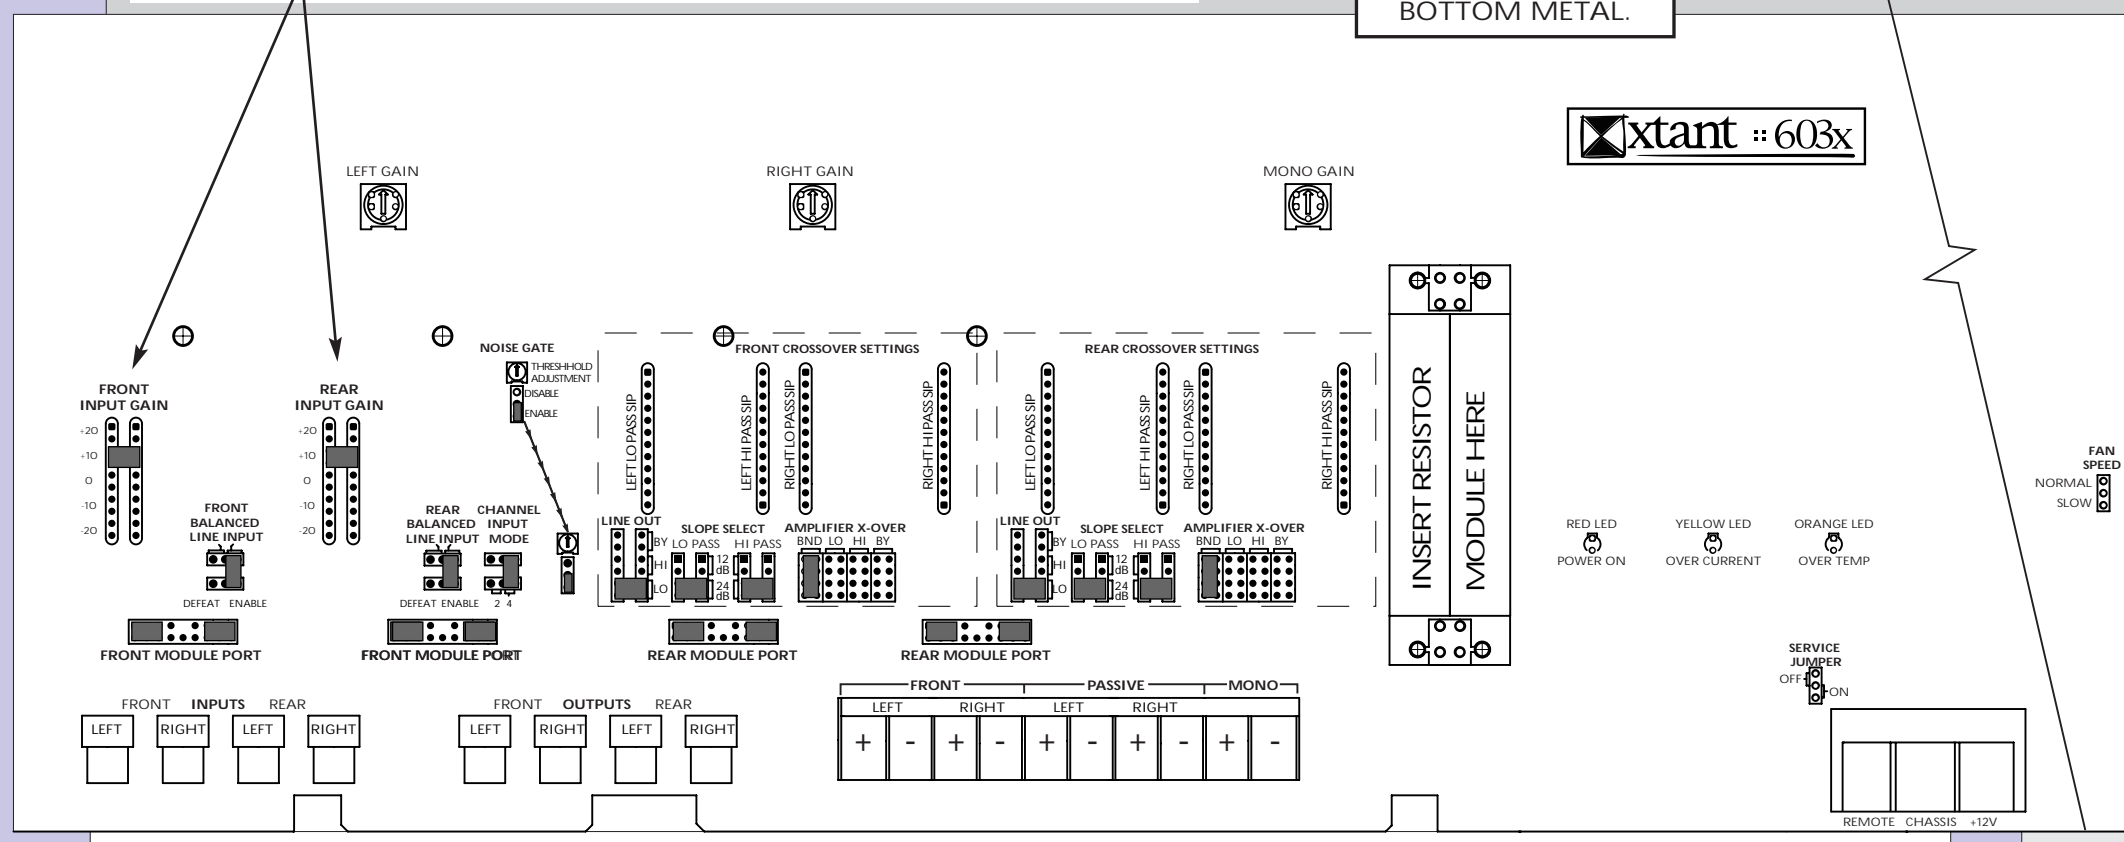 BOTTOM METAL.
xtant :: 603x
LEFT GAIN
RIGHT GAIN
MONO GAIN
FRONT
INPUT GAIN
+20
+10
0
-10
-20
FRONT
BALANCED
LINE INPUT
DEFEAT ENABLE
REAR
INPUT GAIN
+20
+10
0
-10
-20
REAR
BALANCED
LINE INPUT
DEFEAT ENABLE
CHANNEL
INPUT
MODE
2 4
NOISE GATE
THRESHHOLD
ADJUSTMENT
DISABLE
ENABLE
FRONT CROSSOVER SETTINGS
LEFT LO PASS SIP
LEFT HI PASS SIP
RIGHT LO PASS SIP
RIGHT HI PASS SIP
LINE OUT
BY
HI
LO
SLOPE SELECT
LO PASS HI PASS
12
dB
24
dB
AMPLIFIER X-OVER
BND LO HI BY
REAR CROSSOVER SETTINGS
LEFT LO PASS SIP
LEFT HI PASS SIP
RIGHT LO PASS SIP
RIGHT HI PASS SIP
LINE OUT
BY
HI
LO
SLOPE SELECT
LO PASS HI PASS
12
dB
24
dB
AMPLIFIER X-OVER
BND LO HI BY
INSERT RESISTOR
MODULE HERE
RED LED
POWER ON
YELLOW LED
OVER CURRENT
ORANGE LED
OVER TEMP
FAN
SPEED
NORMAL
SLOW
FRONT MODULE PORT
FRONT MODULE PORT
REAR MODULE PORT
REAR MODULE PORT
SERVICE
JUMPER
OFF
ON
FRONT INPUTS REAR
LEFT RIGHT LEFT RIGHT
FRONT OUTPUTS REAR
LEFT RIGHT LEFT RIGHT
FRONT PASSIVE MONO
LEFT RIGHT LEFT RIGHT
+ - + - + - + - + -
REMOTE CHASSIS +12V